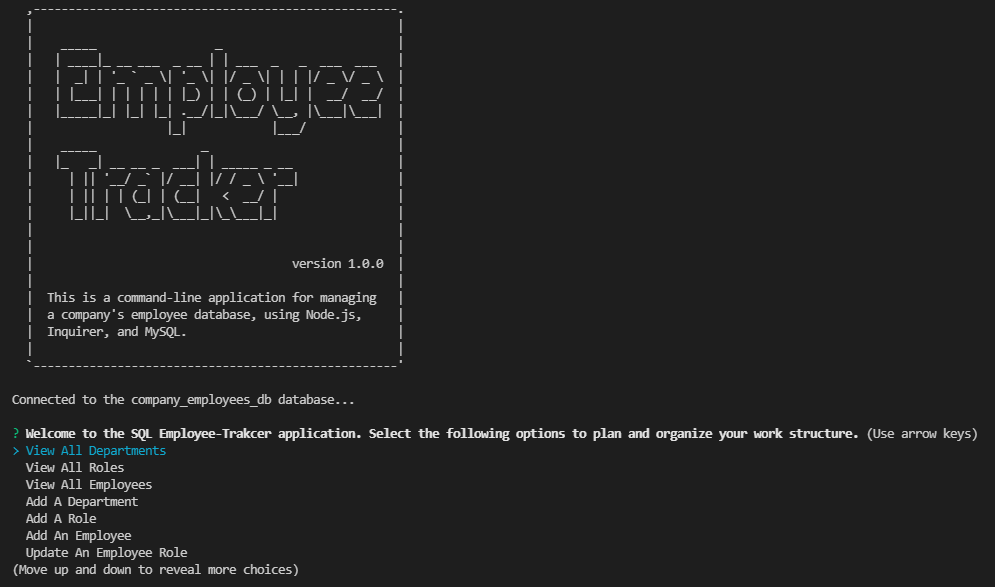 Employee
Tracker
version 1.0.0
This is a command-line application for managing
a company's employee database, using Node.js,
Inquirer, and MySQL.
Connected to the company_employees_db database...
? Welcome to the SQL Employee-Trakcer application. Select the following options to plan and organize your work structure. (Use arrow keys)
> View All Departments
View All Roles
View All Employees
Add A Department
Add A Role
Add An Employee
Update An Employee Role
(Move up and down to reveal more choices)